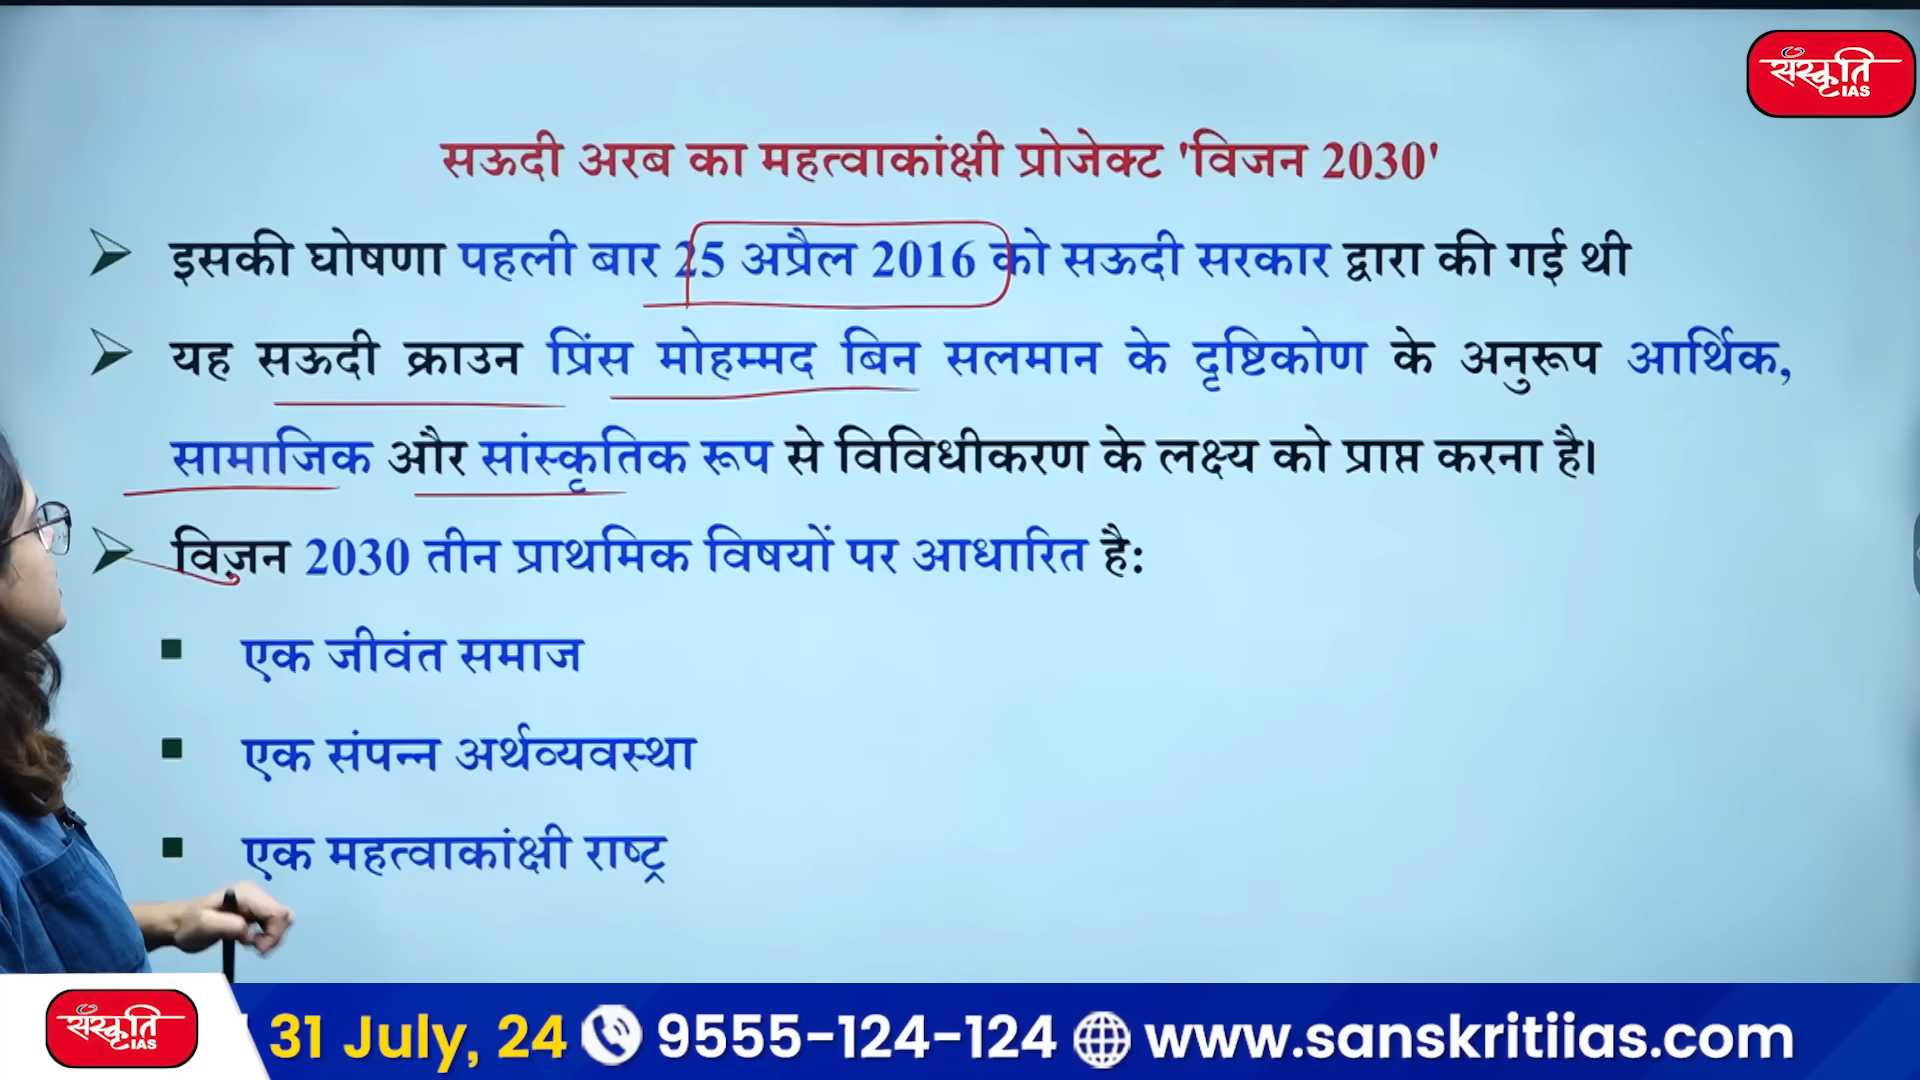 संस्कृति
IAS
सऊदी अरब का महत्वाकांक्षी प्रोजेक्ट 'विजन 2030'
इसकी घोषणा पहली बार 25 अप्रैल 2016 को सऊदी सरकार द्वारा की गई थी
यह सऊदी क्राउन प्रिंस मोहम्मद बिन सलमान के दृष्टिकोण के अनुरूप आर्थिक,
सामाजिक और सांस्कृतिक रूप से विविधीकरण के लक्ष्य को प्राप्त करना है।
विज़न 2030 तीन प्राथमिक विषयों पर आधारित है:
एक जीवंत समाज
एक संपन्न अर्थव्यवस्था
एक महत्वाकांक्षी राष्ट्र
संस्कृति
IAS
31 July, 24 9555-124-124 www.sanskritiias.com